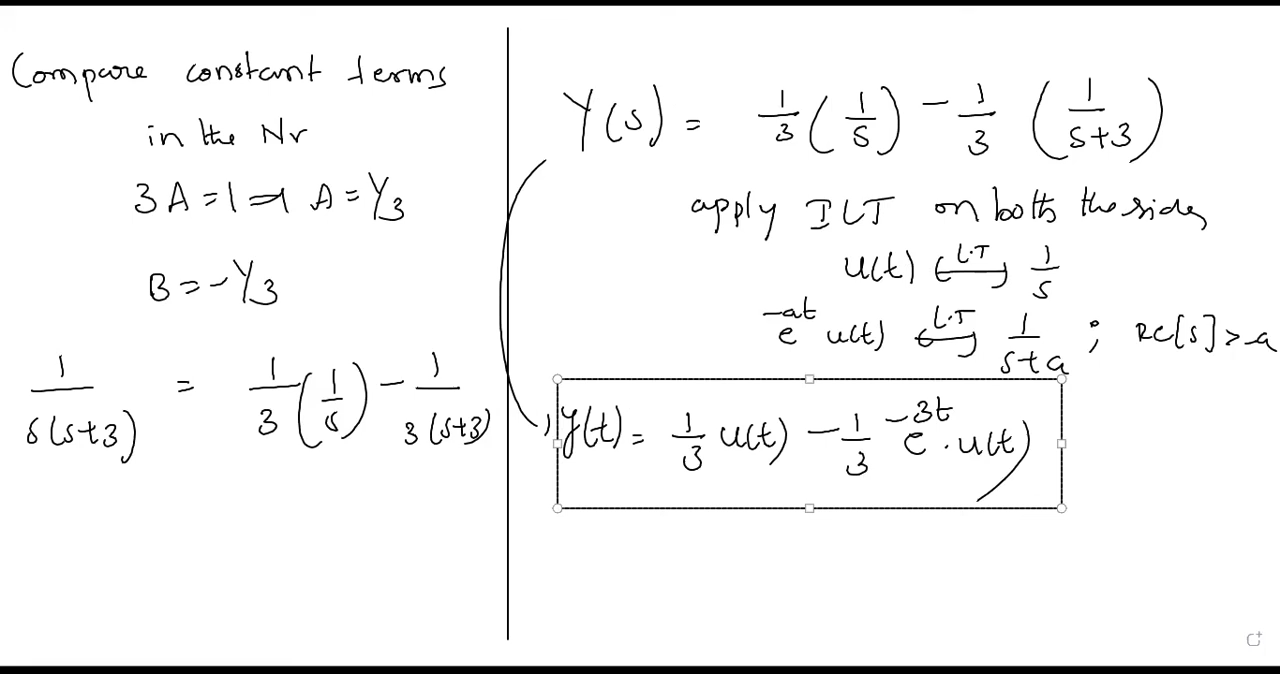 Compare constant terms
in the Nr
3A = 1 ⇒ A = 1/3
B = -1/3
1/(s(s+3)) = 1/3 (1/s) - 1/(3(s+3))
Y(s) = 1/3 (1/s) - 1/3 (1/(s+3))
apply ILT on both the sides
u(t) ⟷ L.T 1/s
e^{-at} u(t) ⟷ L.T 1/(s+a) ; Re[s] > -a
y(t) = 1/3 u(t) - 1/3 e^{-3t} . u(t)